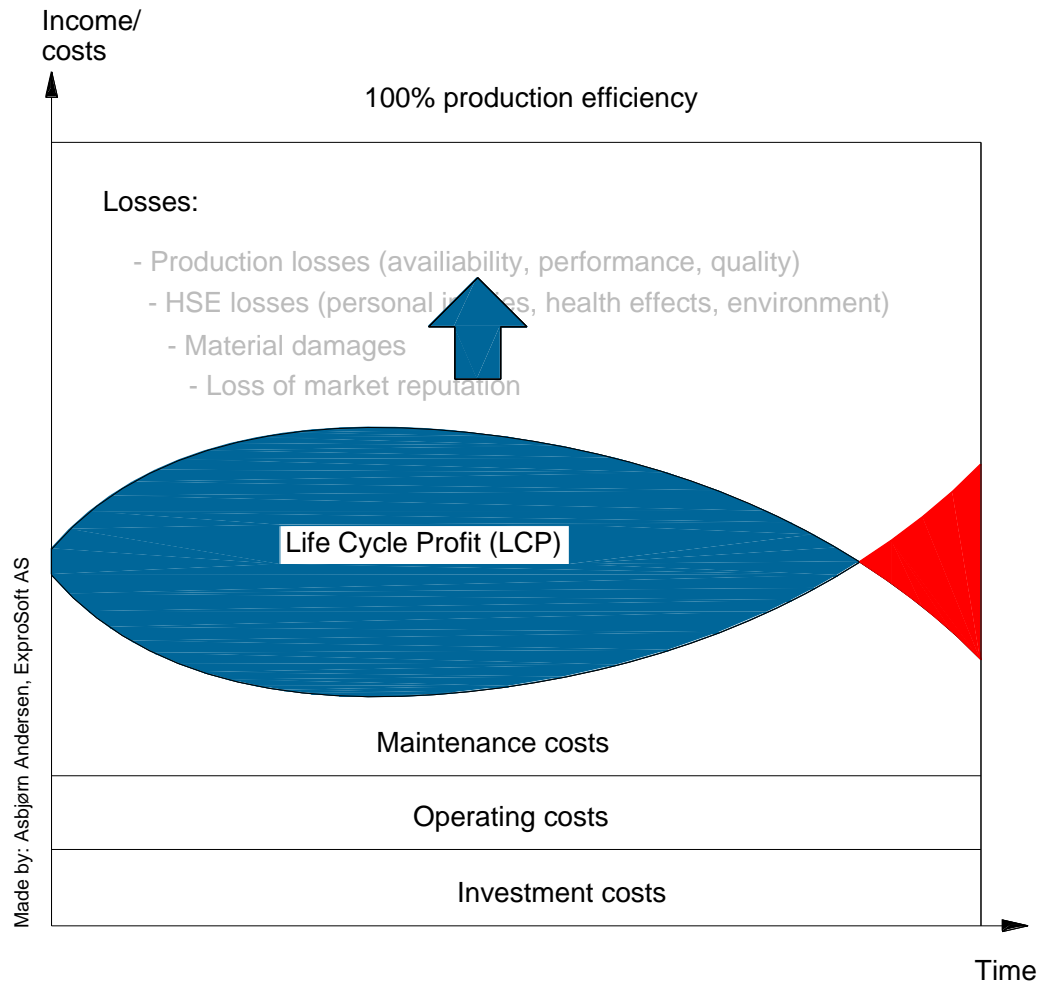 Income/
costs
100% production efficiency
Losses:
- Production losses (availiability, performance, quality)
- HSE losses (personal i es, health effects, environment)
- Material damages
- Loss of market reputation
Life Cycle Profit (LCP)
Maintenance costs
Operating costs
Investment costs
Time
Made by: Asbjørn Andersen, ExproSoft AS